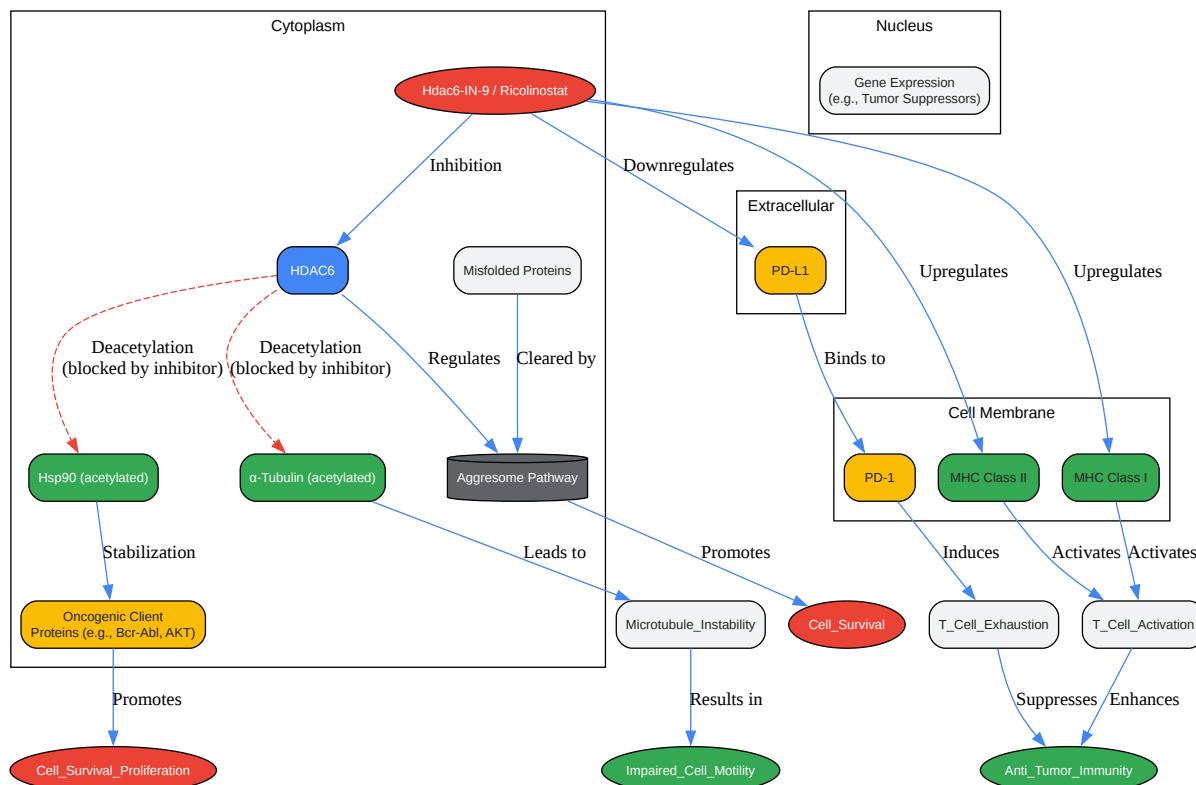 Cytoplasm
Nucleus
Hdac6-IN-9 / Ricolinostat
Gene Expression
(e.g., Tumor Suppressors)
Inhibition
Downregulates
Extracellular
HDAC6
Misfolded Proteins
PD-L1
Upregulates
Upregulates
Deacetylation
(blocked by inhibitor)
Deacetylation
(blocked by inhibitor)
Regulates
Cleared by
Binds to
Cell Membrane
Hsp90 (acetylated)
α-Tubulin (acetylated)
Aggresome Pathway
PD-1
MHC Class II
MHC Class I
Stabilization
Leads to
Promotes
Induces
Activates
Activates
Oncogenic Client
Proteins (e.g., Bcr-Abl, AKT)
Microtubule_Instability
Cell_Survival
T_Cell_Exhaustion
T_Cell_Activation
Promotes
Results in
Suppresses
Enhances
Cell_Survival_Proliferation
Impaired_Cell_Motility
Anti_Tumor_Immunity